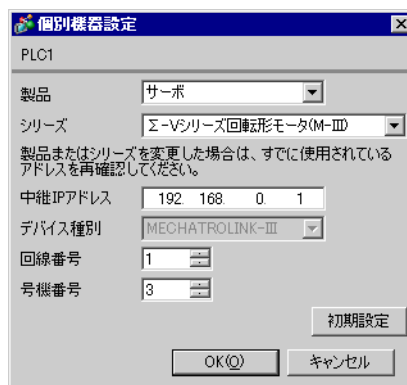 個別機器設定
PLC1
製品 サーボ
シリーズ Σ-Vシリーズ回転形モータ(M-Ⅲ)
製品またはシリーズを変更した場合は、すでに使用されている
アドレスを再確認してください。
中継IPアドレス 192. 168. 0. 1
デバイス種別 MECHATROLINK-Ⅲ
回線番号 1
号機番号 3
初期設定
OK(O) キャンセル